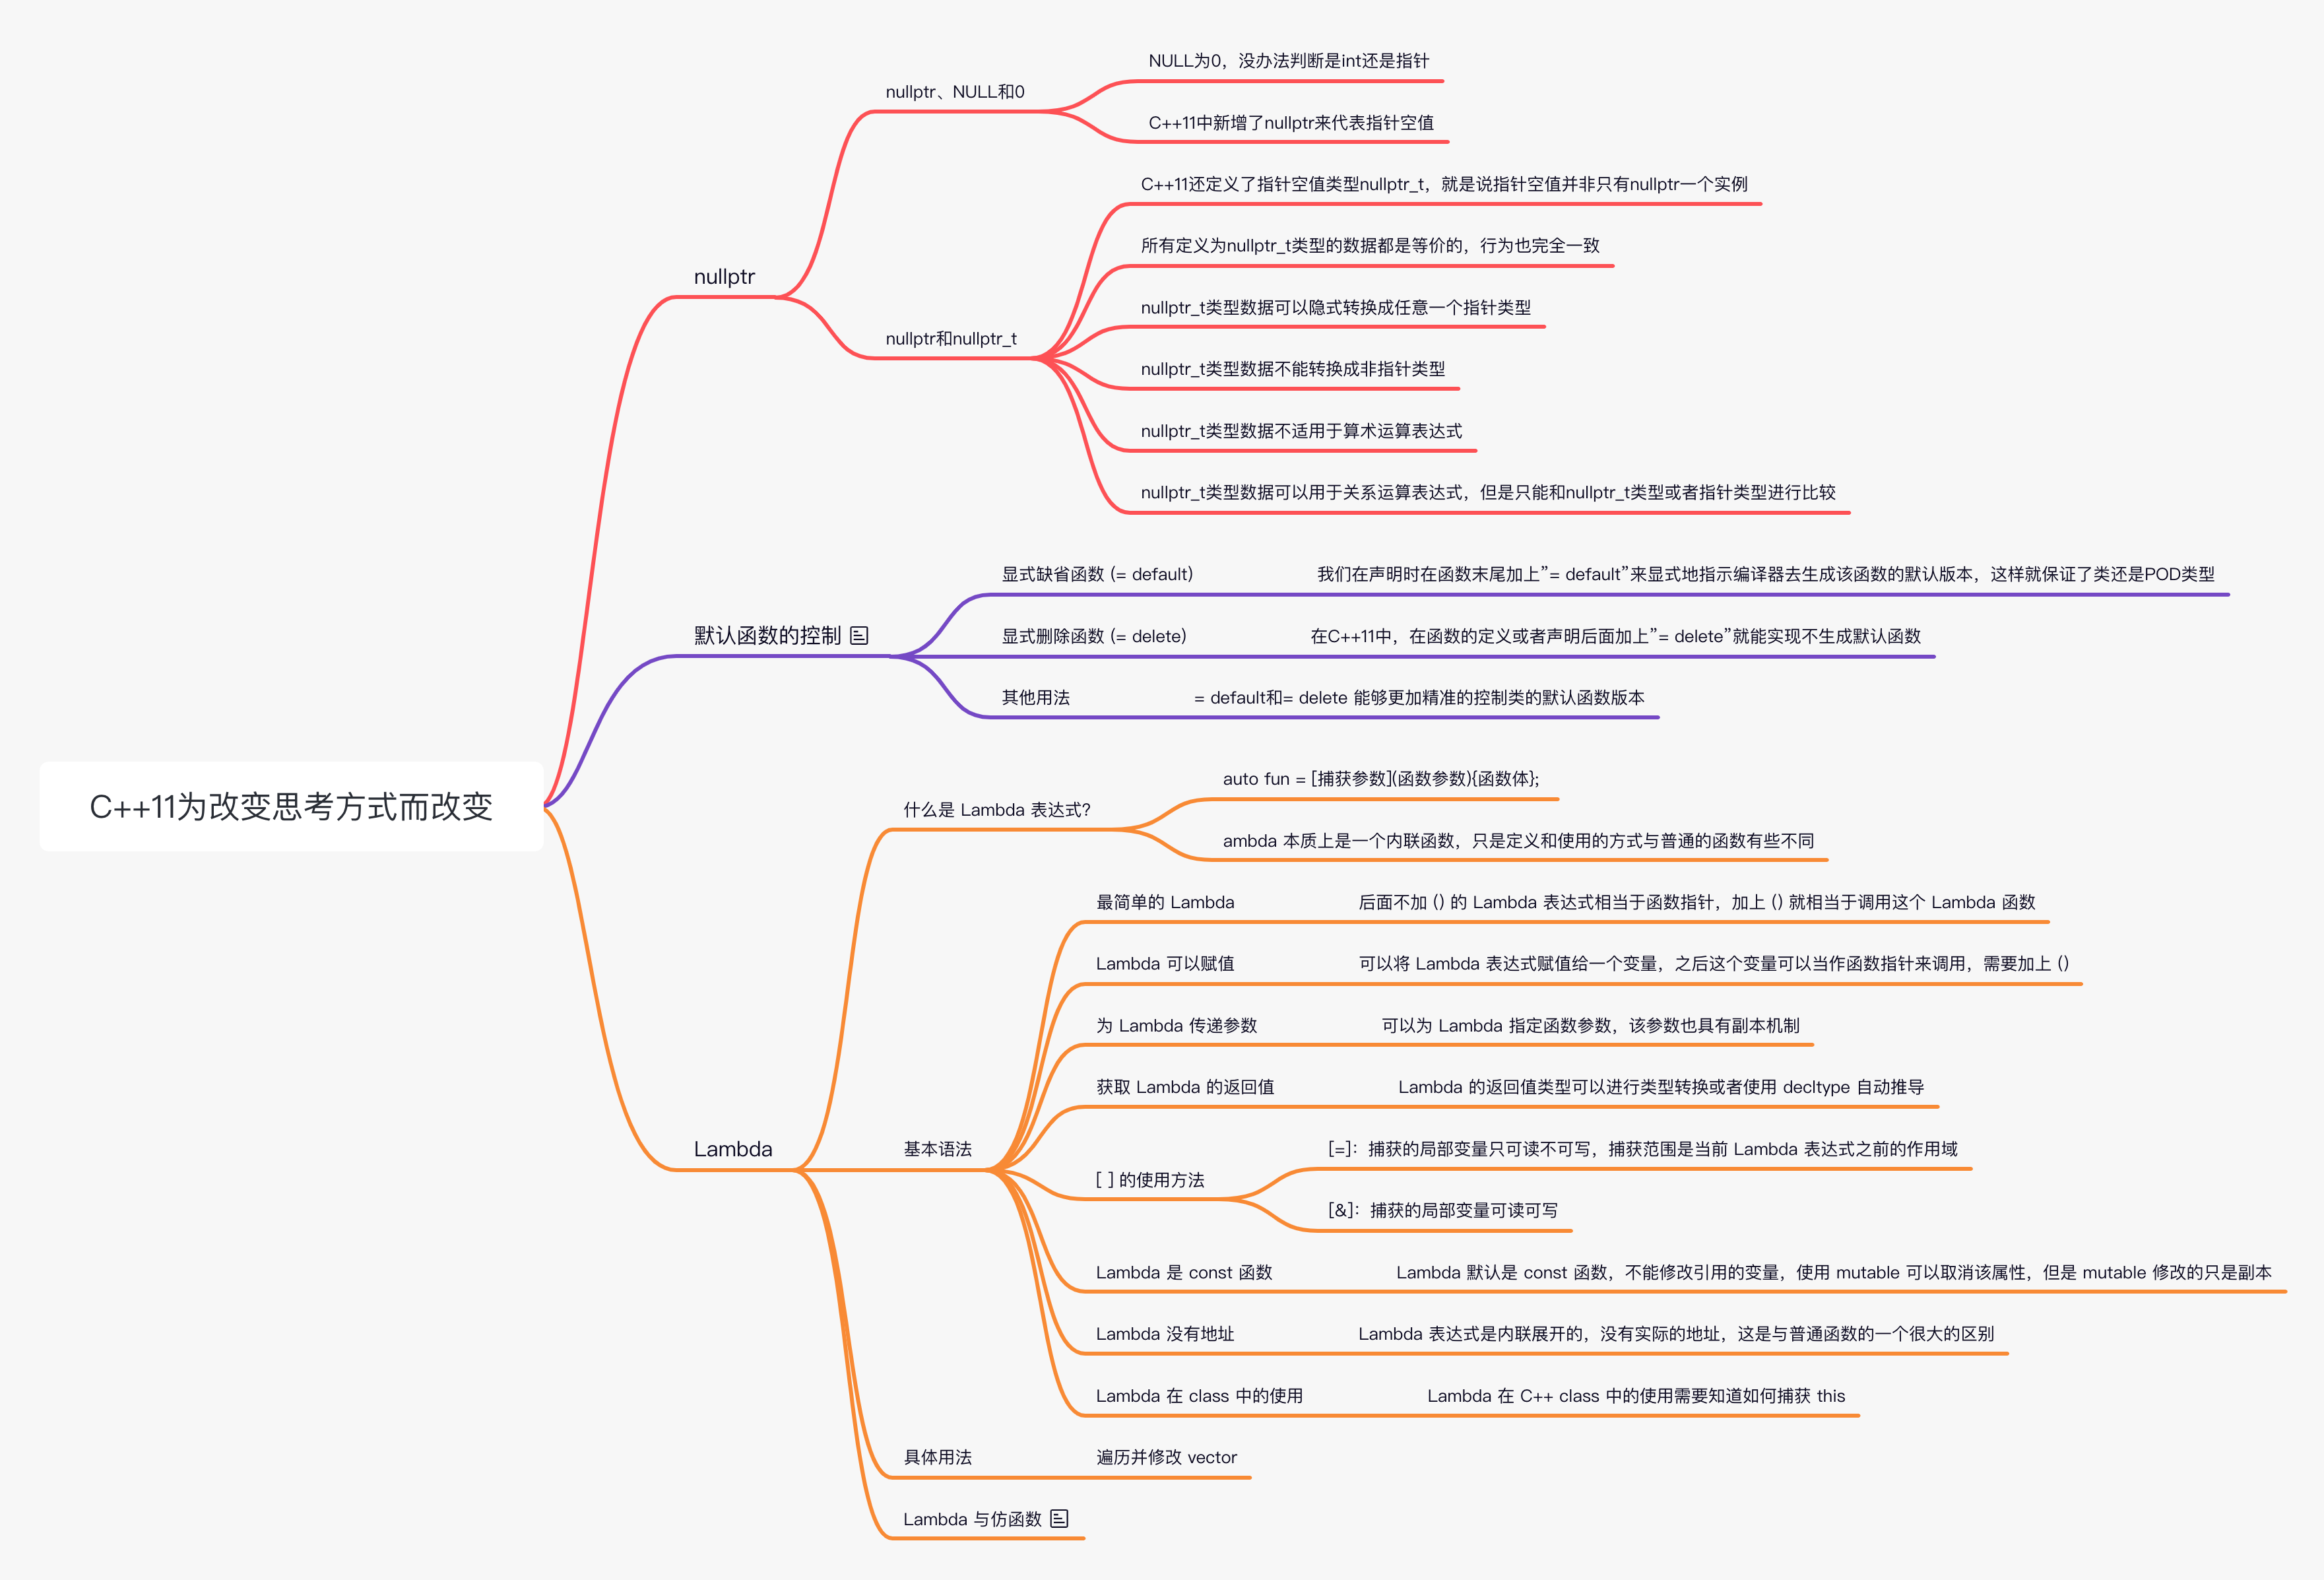 C++11为改变思考方式而改变
nullptr
nullptr、NULL和0
NULL为0，没办法判断是int还是指针
C++11中新增了nullptr来代表指针空值
nullptr和nullptr_t
C++11还定义了指针空值类型nullptr_t，就是说指针空值并非只有nullptr一个实例
所有定义为nullptr_t类型的数据都是等价的，行为也完全一致
nullptr_t类型数据可以隐式转换成任意一个指针类型
nullptr_t类型数据不能转换成非指针类型
nullptr_t类型数据不适用于算术运算表达式
nullptr_t类型数据可以用于关系运算表达式，但是只能和nullptr_t类型或者指针类型进行比较
默认函数的控制
显式缺省函数 (= default)
我们在声明时在函数末尾加上”= default”来显式地指示编译器去生成该函数的默认版本，这样就保证了类还是POD类型
显式删除函数 (= delete)
在C++11中，在函数的定义或者声明后面加上”= delete”就能实现不生成默认函数
其他用法
= default和= delete 能够更加精准的控制类的默认函数版本
Lambda
什么是 Lambda 表达式?
auto fun = [捕获参数](函数参数){函数体};
ambda 本质上是一个内联函数，只是定义和使用的方式与普通的函数有些不同
基本语法
最简单的 Lambda
后面不加 () 的 Lambda 表达式相当于函数指针，加上 () 就相当于调用这个 Lambda 函数
Lambda 可以赋值
可以将 Lambda 表达式赋值给一个变量，之后这个变量可以当作函数指针来调用，需要加上 ()
为 Lambda 传递参数
可以为 Lambda 指定函数参数，该参数也具有副本机制
获取 Lambda 的返回值
Lambda 的返回值类型可以进行类型转换或者使用 decltype 自动推导
[ ] 的使用方法
[=]：捕获的局部变量只可读不可写，捕获范围是当前 Lambda 表达式之前的作用域
[&]：捕获的局部变量可读可写
Lambda 是 const 函数
Lambda 默认是 const 函数，不能修改引用的变量，使用 mutable 可以取消该属性，但是 mutable 修改的只是副本
Lambda 没有地址
Lambda 表达式是内联展开的，没有实际的地址，这是与普通函数的一个很大的区别
Lambda 在 class 中的使用
Lambda 在 C++ class 中的使用需要知道如何捕获 this
具体用法
遍历并修改 vector
Lambda 与仿函数